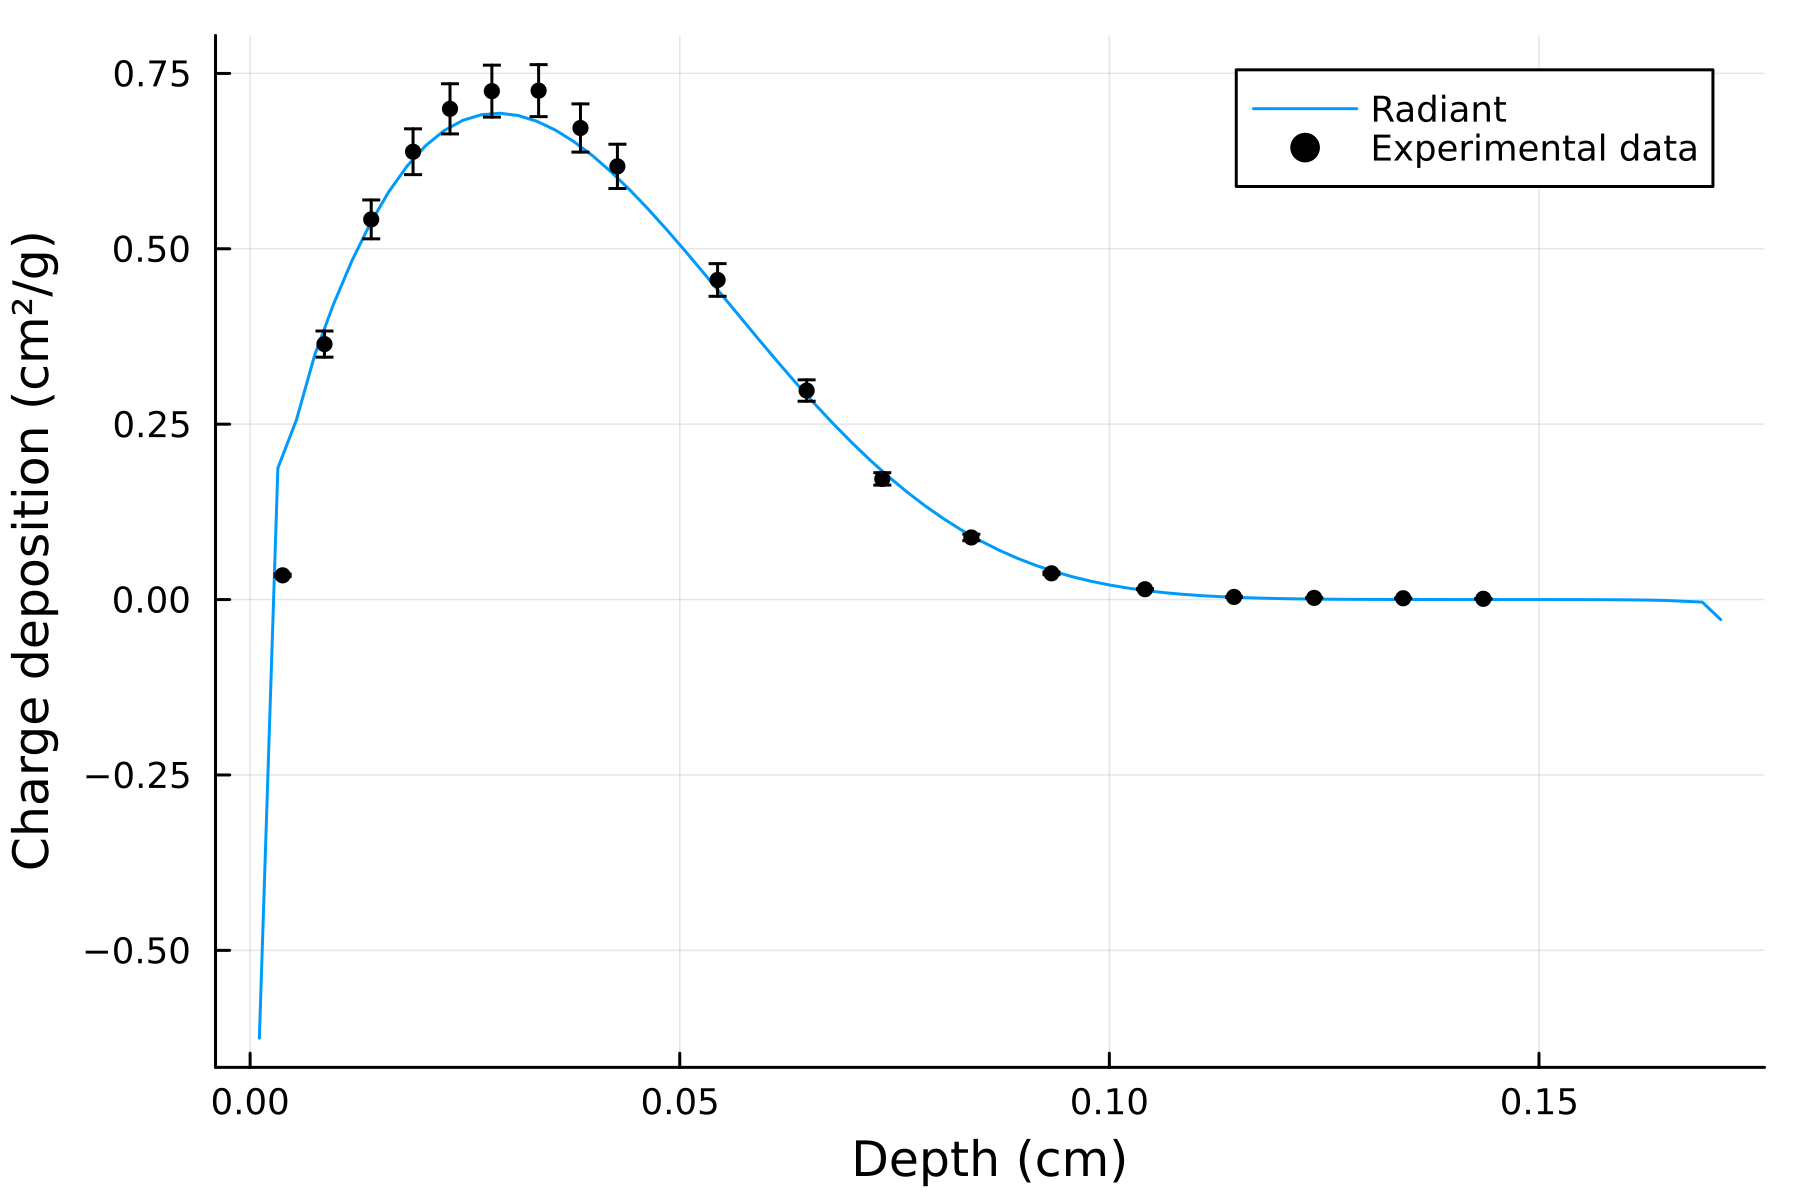 Charge deposition (cm²/g)
0.75
0.50
0.25
0.00
−0.25
−0.50
Radiant
Experimental data
0.00
0.05
0.10
0.15
Depth (cm)